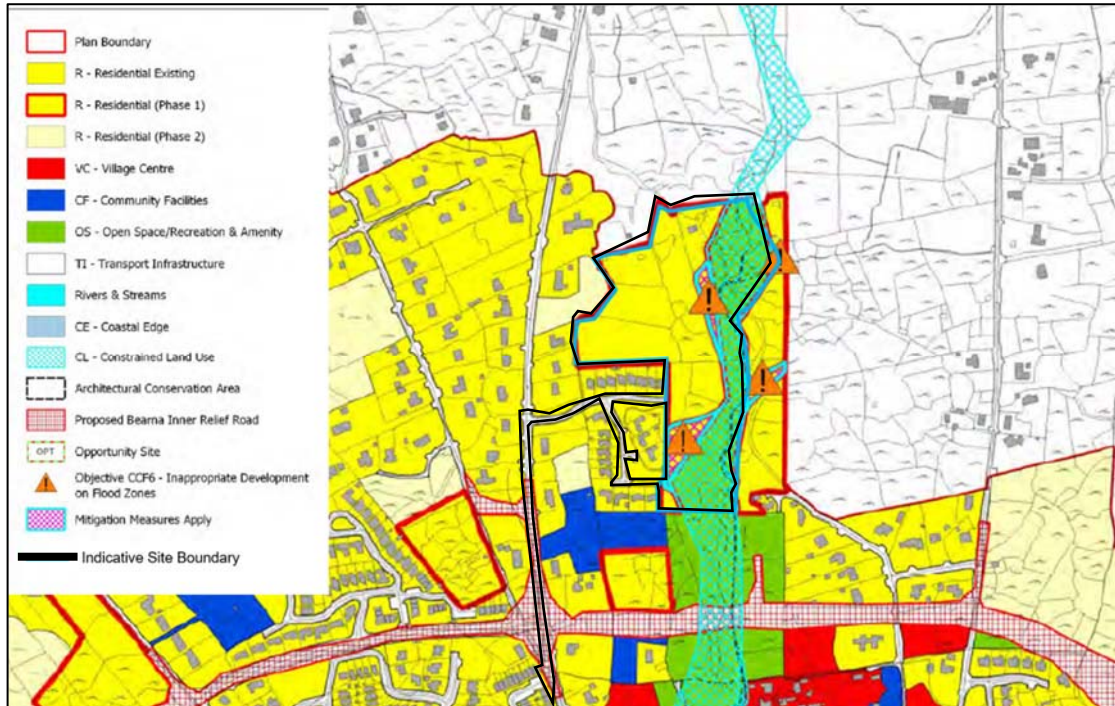 Plan Boundary
R - Residential Existing
R - Residential (Phase 1)
R - Residential (Phase 2)
VC - Village Centre
CF - Community Facilities
OS - Open Space/Recreation & Amenity
TI - Transport Infrastructure
Rivers & Streams
CE - Coastal Edge
CL - Constrained Land Use
Architectural Conservation Area
Proposed Bearna Inner Relief Road
OPT
Opportunity Site
Objective CCF6 - Inappropriate Development
on Flood Zones
Mitigation Measures Apply
Indicative Site Boundary